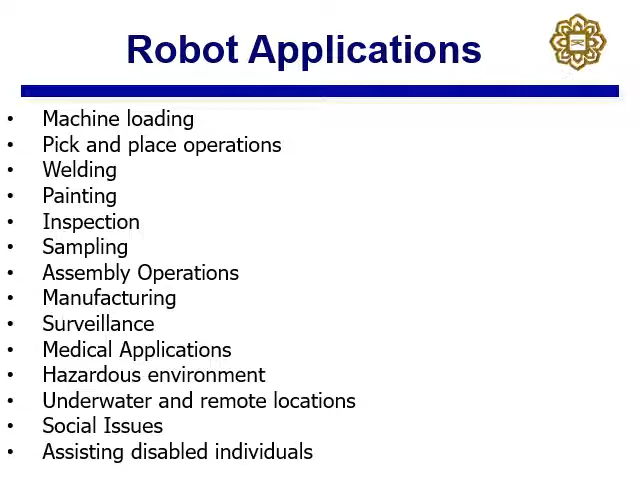 Robot Applications
• Machine loading
• Pick and place operations
• Welding
• Painting
• Inspection
• Sampling
• Assembly Operations
• Manufacturing
• Surveillance
• Medical Applications
• Hazardous environment
• Underwater and remote locations
• Social Issues
• Assisting disabled individuals